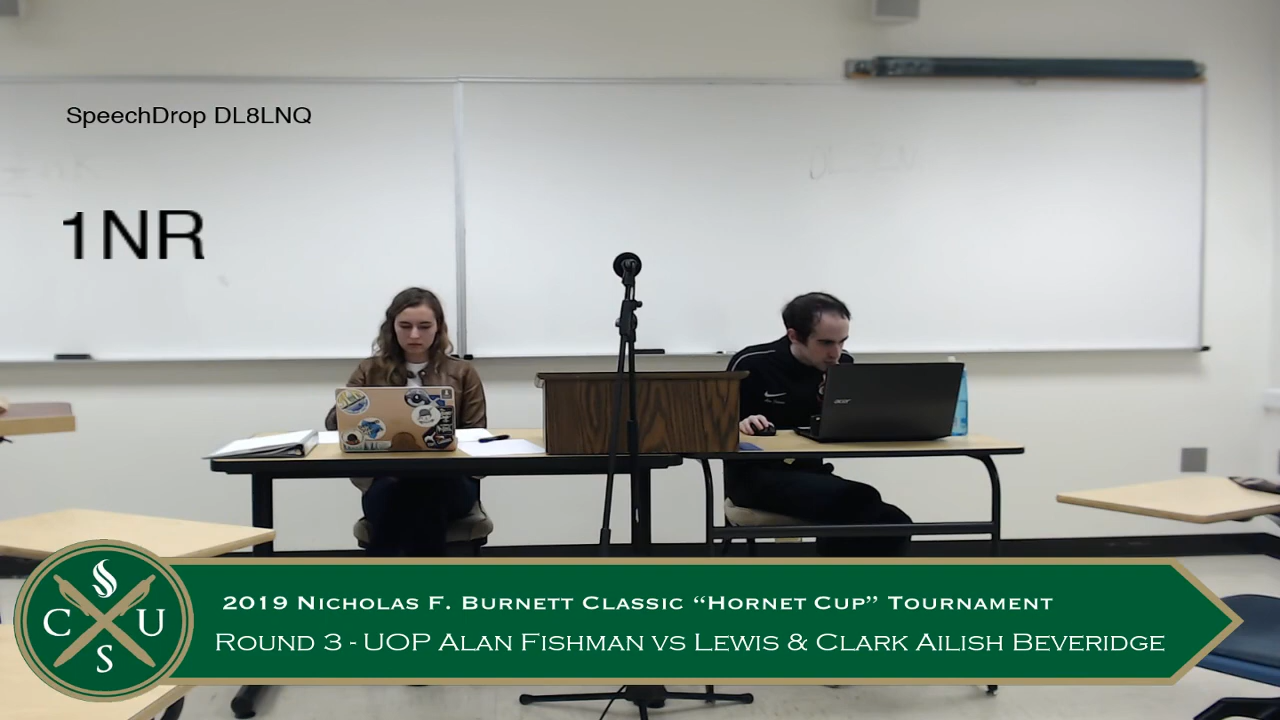 SpeechDrop DL8LNQ
1NR
acer
S
C U
S
2019 Nicholas F. Burnett Classic “Hornet Cup” Tournament
Round 3 - UOP Alan Fishman vs Lewis & Clark Ailish Beveridge